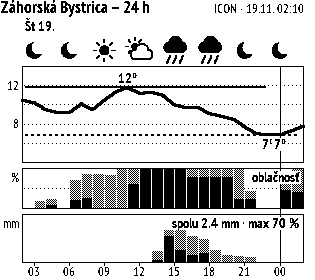 Záhorská Bystrica – 24 h
ICON · 19.11. 02:10
Št 19.
12°
12
8
7°7°
%
oblačnosť
mm
spolu 2.4 mm · max 70 %
03 06 09 12 15 18 21 00